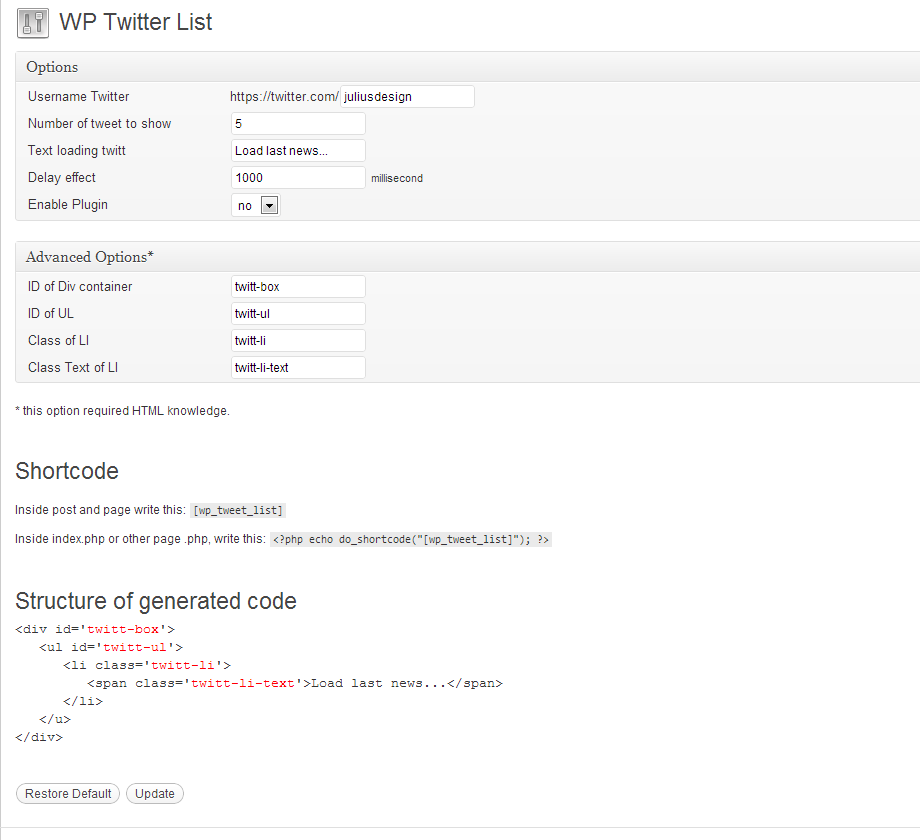 WP Twitter List
Options
Username Twitter https://twitter.com/ juliusdesign
Number of tweet to show 5
Text loading twitt Load last news...
Delay effect 1000 millisecond
Enable Plugin no
Advanced Options*
ID of Div container twitt-box
ID of UL twitt-ul
Class of LI twitt-li
Class Text of LI twitt-li-text
* this option required HTML knowledge.
Shortcode
Inside post and page write this: [wp_tweet_list]
Inside index.php or other page .php, write this: <?php echo do_shortcode("[wp_tweet_list]"); ?>
Structure of generated code
<div id='twitt-box'>
<ul id='twitt-ul'>
<li class='twitt-li'>
<span class='twitt-li-text'>Load last news...</span>
</li>
</u>
</div>
Restore Default Update